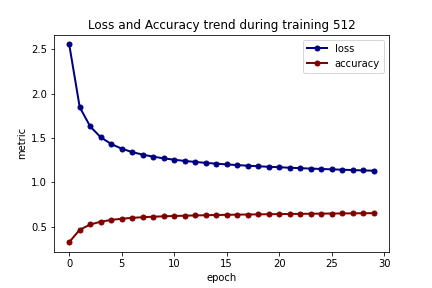 Loss and Accuracy trend during training 512
loss
accuracy
metric
2.5
2.0
1.5
1.0
0.5
0 5 10 15 20 25 30
epoch